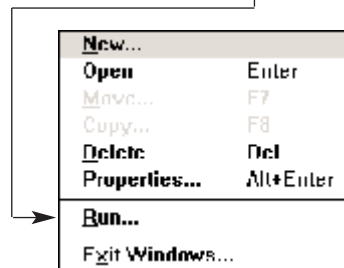 New...
Open Enter
Move... F7
Copy... F8
Delete Del
Properties... Alt+Enter
Run...
Exit Windows...